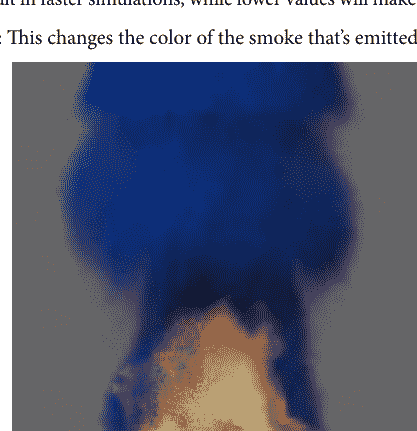 in faster simulations, while lower values will make
: This changes the color of the smoke that's emitted